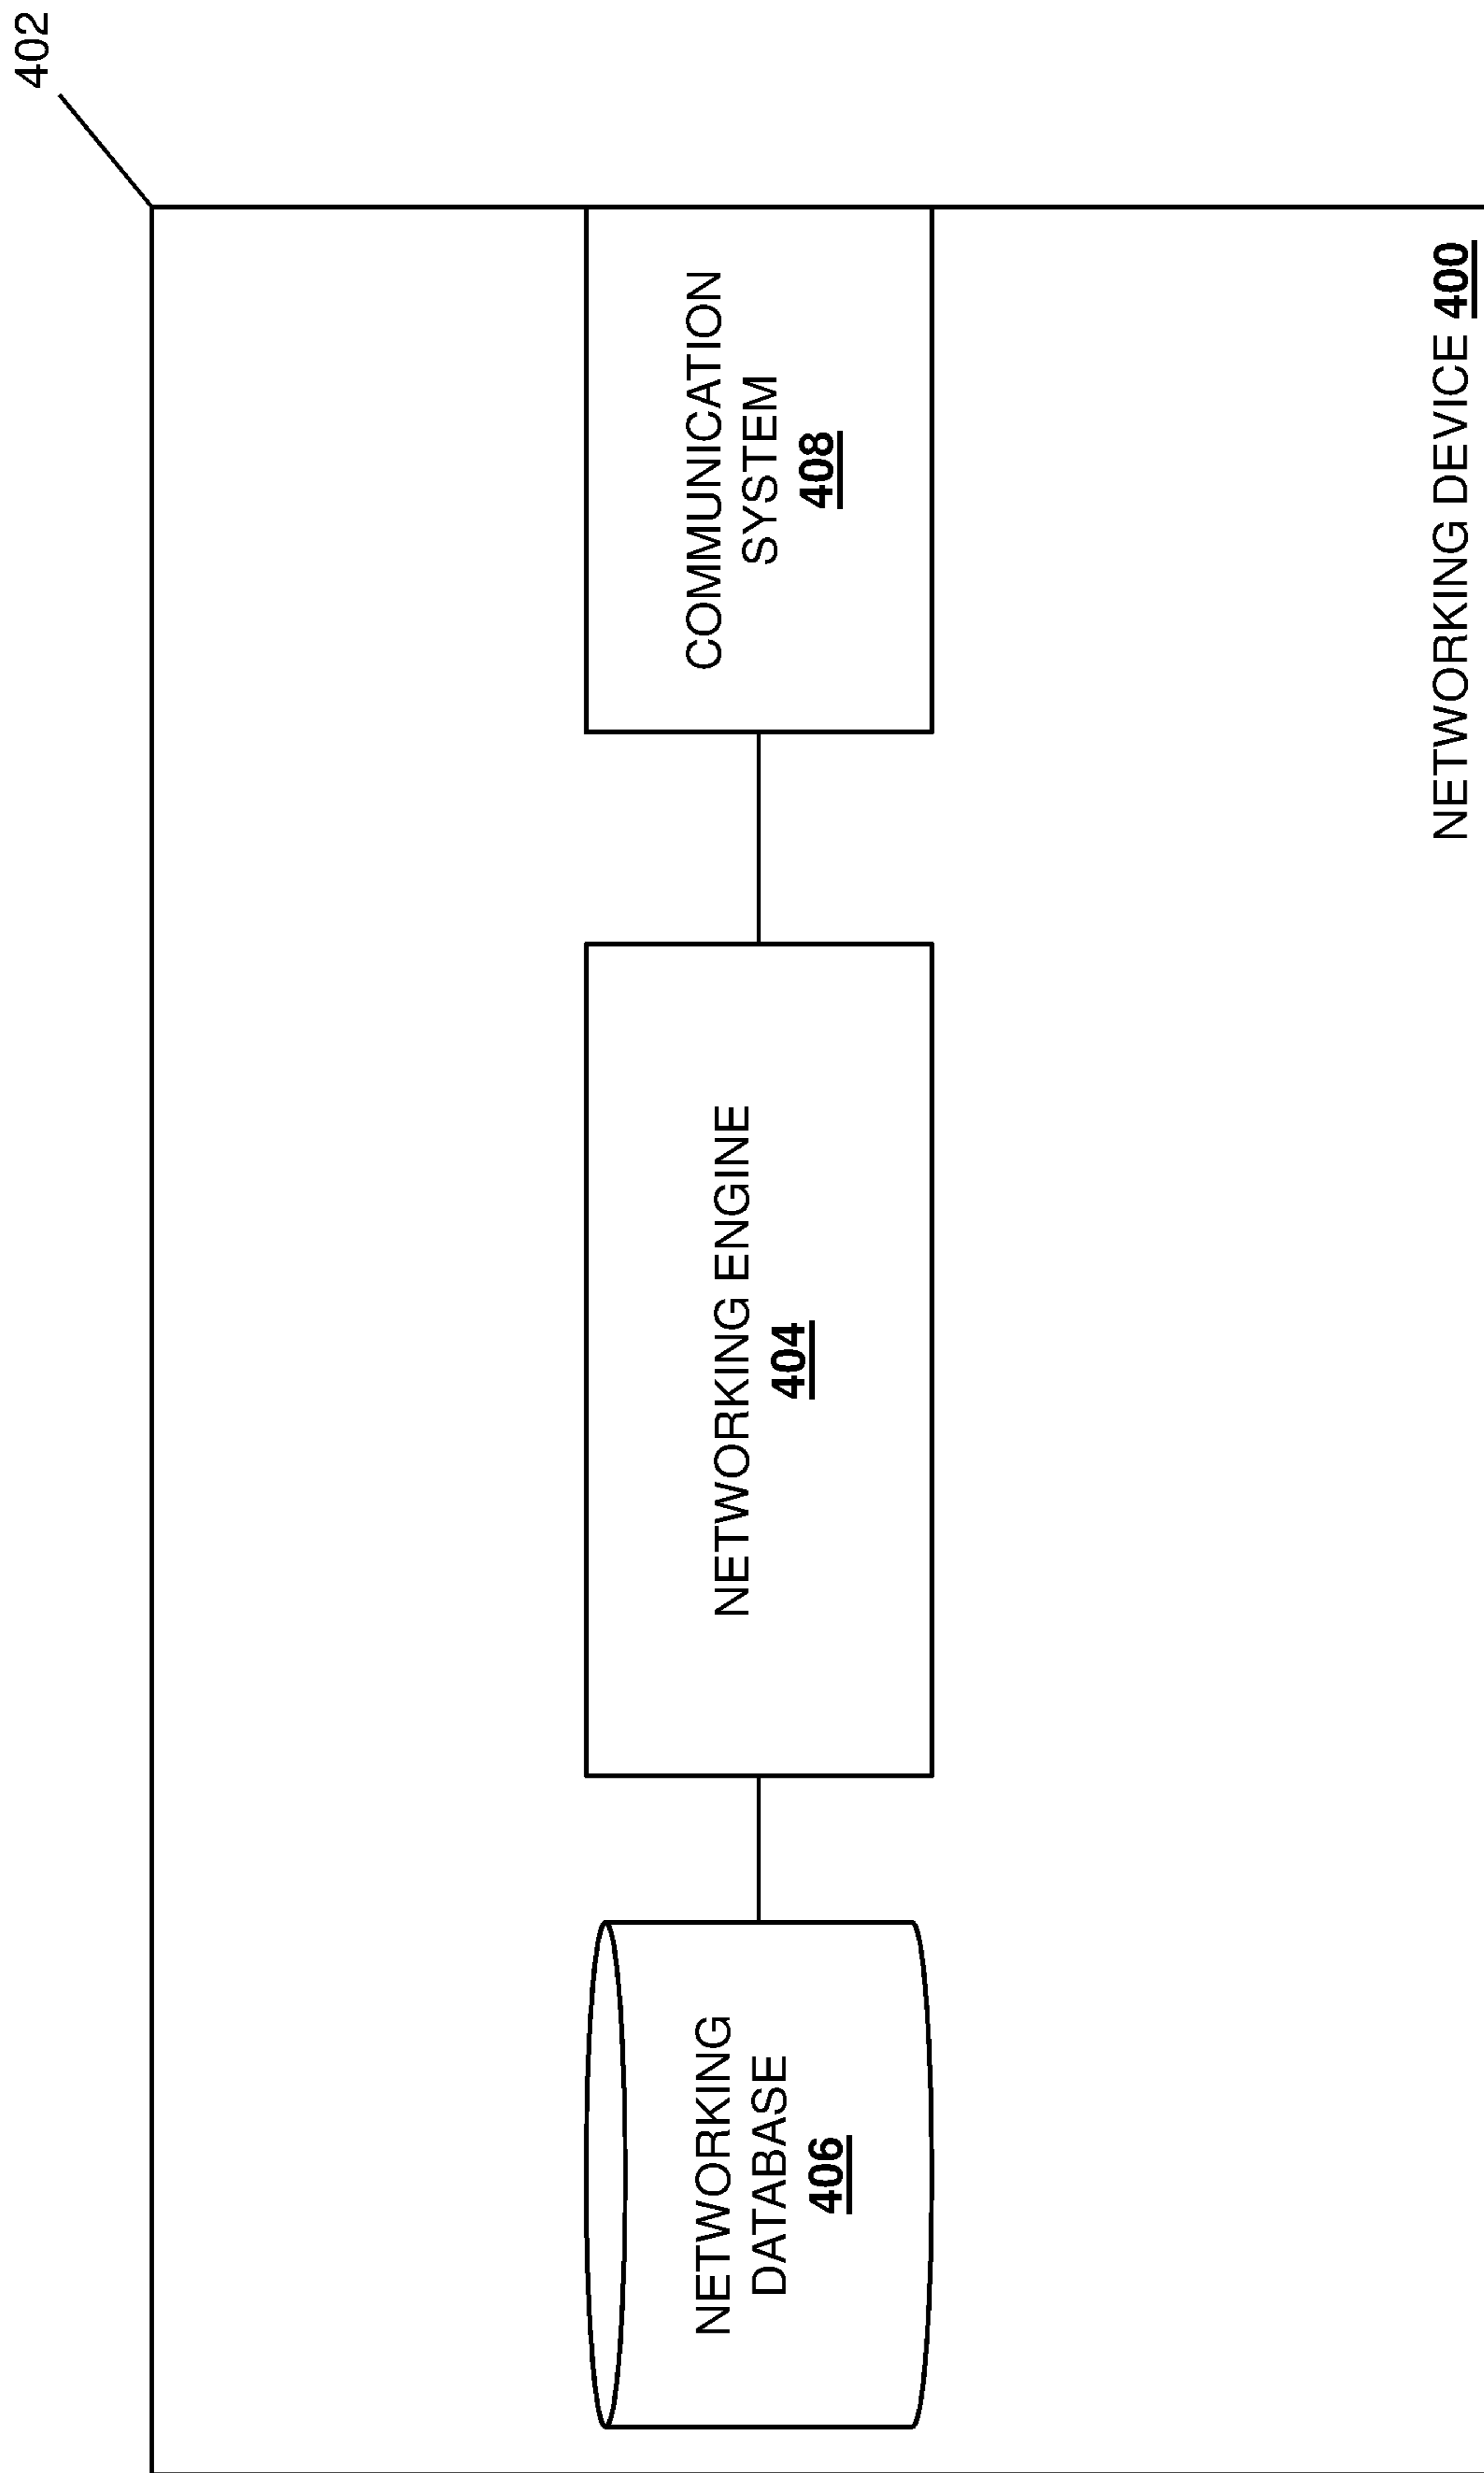 402
NETWORKING
DATABASE
406
NETWORKING ENGINE
404
COMMUNICATION
SYSTEM
408
NETWORKING DEVICE 400